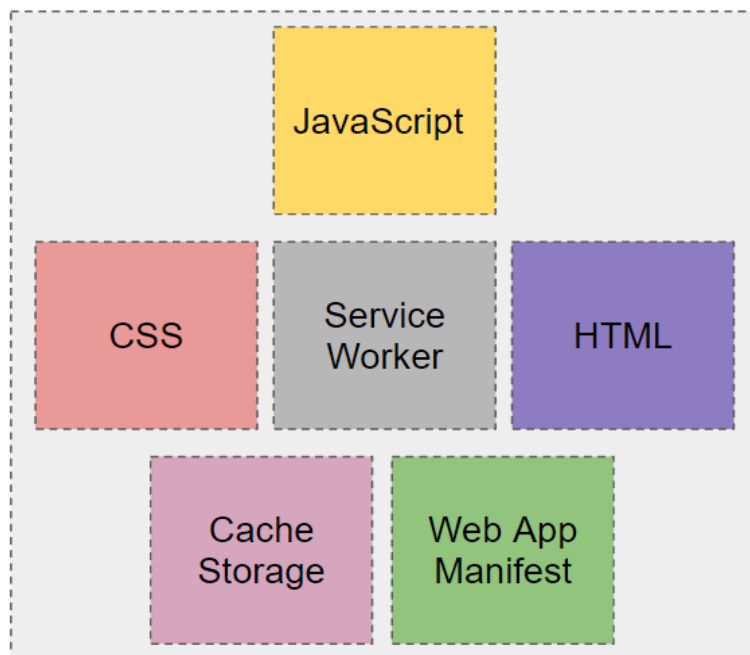 JavaScript
CSS
Service
Worker
HTML
Cache
Storage
Web App
Manifest